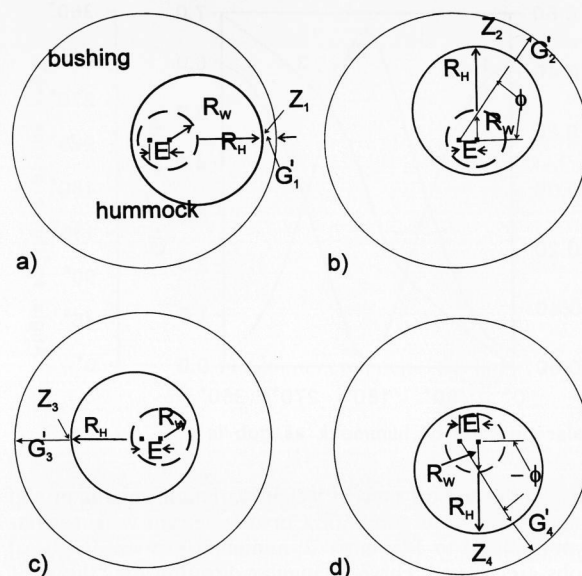 bushing
R_W
Z_1
E
R_H
G'_1
hummock
a)
Z_2
G'_2
R_H
ϕ
R_W
E
b)
Z_3
R_H
R_W
G'_3
E
c)
E
R_W
-ϕ
R_H
G'_4
Z_4
d)